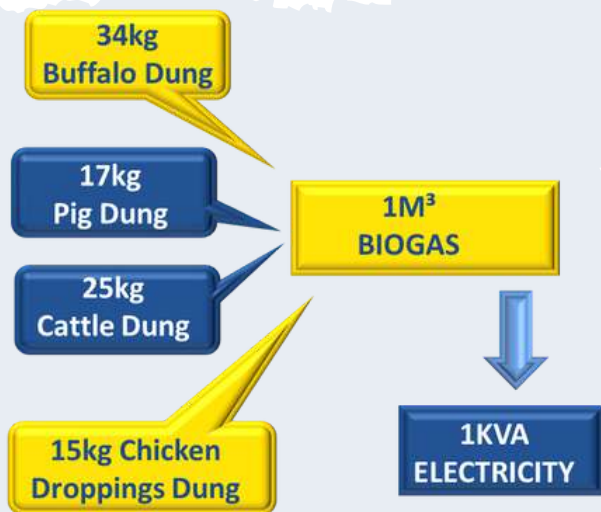 34kg
Buffalo Dung
17kg
Pig Dung
1M³
BIOGAS
25kg
Cattle Dung
15kg Chicken
Droppings Dung
1KVA
ELECTRICITY